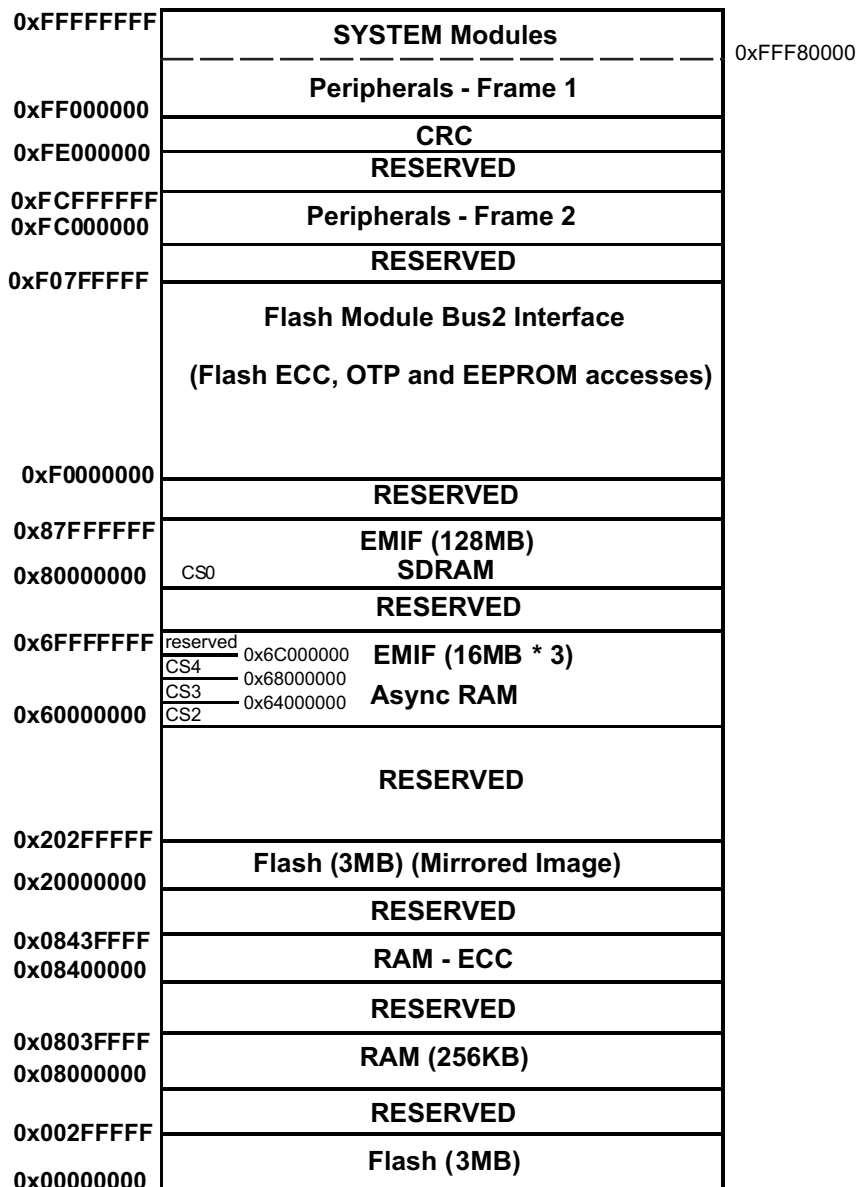 0xFFFFFFFF
SYSTEM Modules
0xFFF80000
Peripherals - Frame 1
0xFF000000
CRC
0xFE000000
RESERVED
0xFCFFFFFF
Peripherals - Frame 2
0xFC000000
RESERVED
0xF07FFFFF
Flash Module Bus2 Interface
(Flash ECC, OTP and EEPROM accesses)
0xF0000000
RESERVED
0x87FFFFFF
EMIF (128MB)
0x80000000
CS0
SDRAM
RESERVED
0x6FFFFFFF
reserved
0x6C000000
EMIF (16MB * 3)
CS4
0x68000000
CS3
0x64000000
Async RAM
0x60000000
CS2
RESERVED
0x202FFFFF
Flash (3MB) (Mirrored Image)
0x20000000
RESERVED
0x0843FFFF
RAM - ECC
0x08400000
RESERVED
0x0803FFFF
RAM (256KB)
0x08000000
RESERVED
0x002FFFFF
Flash (3MB)
0x00000000